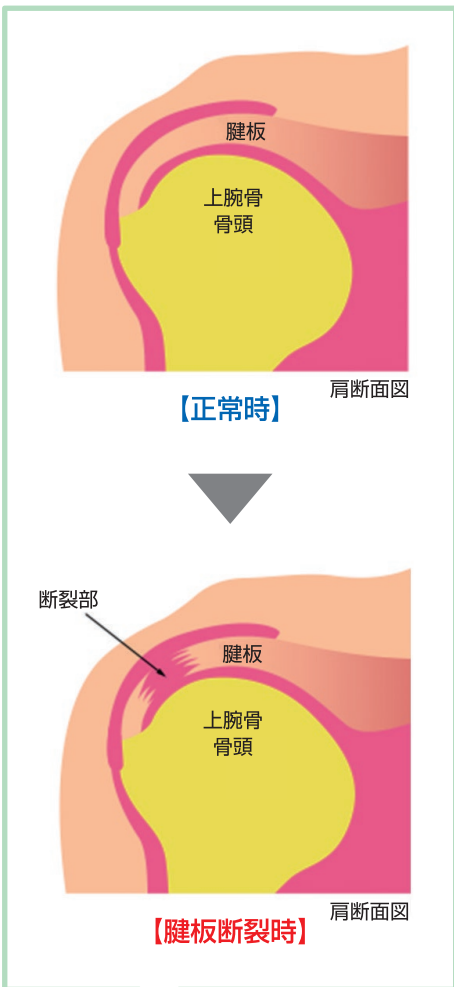 腱板
上腕骨
骨頭
肩断面図
【正常時】
断裂部
腱板
上腕骨
骨頭
肩断面図
【腱板断裂時】